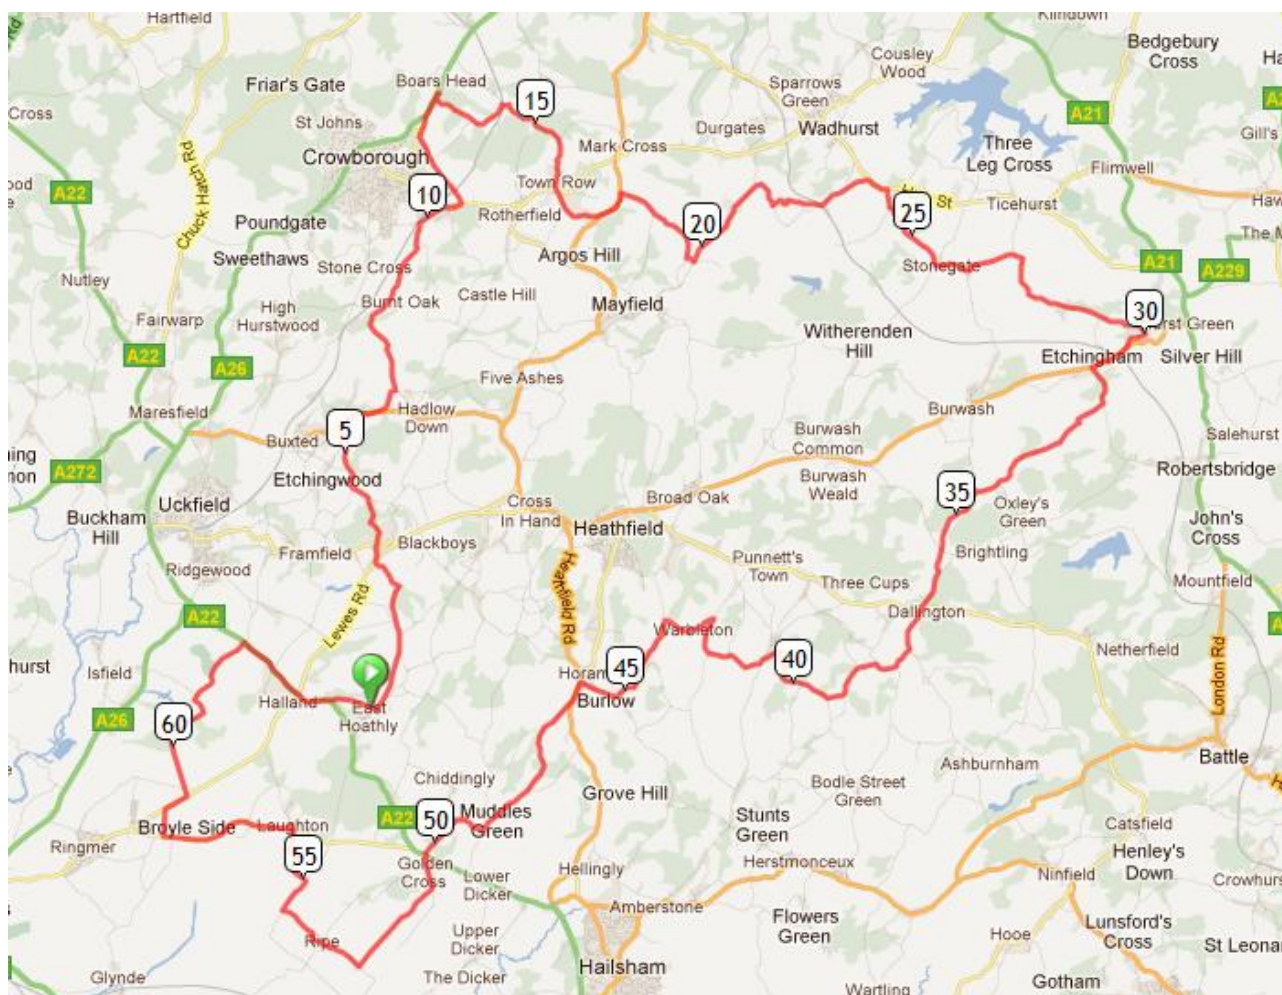 Hartfield
Kilndown
Bedgebury
Cross
Cousley
Wood
Friar's Gate
Boars Head
15
Sparrows
Green
A21
Cross
St Johns
Durgates
Wadhurst
Three
Leg Cross
Gill's
Crowborough
Mark Cross
Flimwell
Chuck Hatch Rd
A22
10
Town Row
St
Ticehurst
Poundgate
Rotherfield
20
25
The M
Sweethaws
Stone Cross
Argos Hill
Stonegate
A21
A229
Nutley
High
Hurstwood
Burnt Oak
Castle Hill
Mayfield
30
Fairwarp
Witherenden
Hill
rst Green
A22
A26
Etchingham
Silver Hill
Five Ashes
Maresfield
5
Hadlow
Down
Burwash
Buxted
Burwash
Common
Salehurst
ning
non
A272
Etchingwood
Burwash
Weald
35
Robertsbridge
Uckfield
Cross
In Hand
Broad Oak
Oxley's
Green
Buckham
Hill
Heathfield
John's
Cross
Framfield
Blackboys
Punnett's
Town
Brightling
Ridgewood
Heathfield Rd
Three Cups
Mountfield
Lewes Rd
A22
Dallington
Warbleton
Netherfield
hurst
Isfield
Horam
45
40
London Rd
Halland
East
Hoathly
Burlow
A26
60
Battle
Chiddingly
Grove Hill
Bodle Street
Green
Ashburnham
A22
50
Muddles
Green
Stunts
Green
Broyle Side
Laughton
Catsfield
Ringmer
55
Golden
Cross
Lower
Dicker
Hellingly
Herstmonceux
Henley's
Down
Ninfield
Crowhurs
Amberstone
Flowers
Green
Lunsford's
Cross
Ripe
Upper
Dicker
Hooe
St Leona
Glynde
The Dicker
Hailsham
Gotham
Wartling